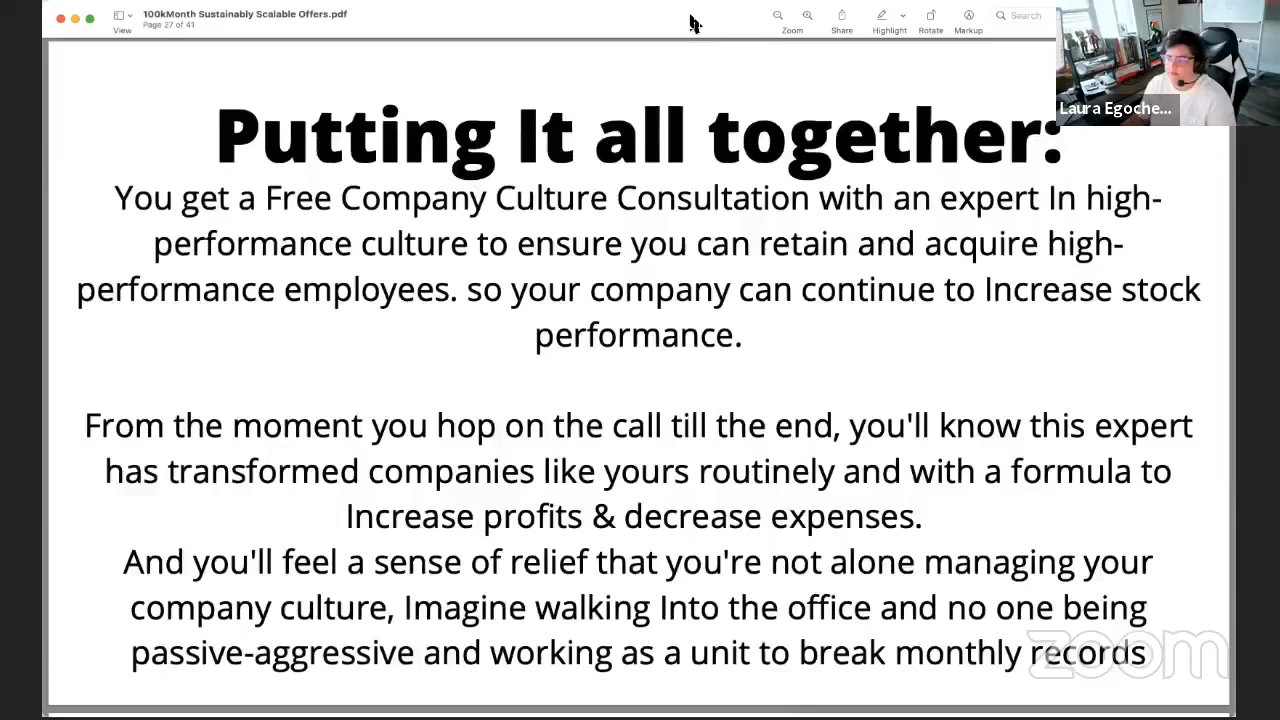 100kMonth Sustainably Scalable Offers.pdf
Page 27 of 41
View
Zoom
Share
Highlight
Rotate
Markup
Search
Laura Egoche...
Putting It all together:
You get a Free Company Culture Consultation with an expert In high-
performance culture to ensure you can retain and acquire high-
performance employees. so your company can continue to Increase stock
performance.
From the moment you hop on the call till the end, you'll know this expert
has transformed companies like yours routinely and with a formula to
Increase profits & decrease expenses.
And you'll feel a sense of relief that you're not alone managing your
company culture, Imagine walking Into the office and no one being
passive-aggressive and working as a unit to break monthly records
zoom